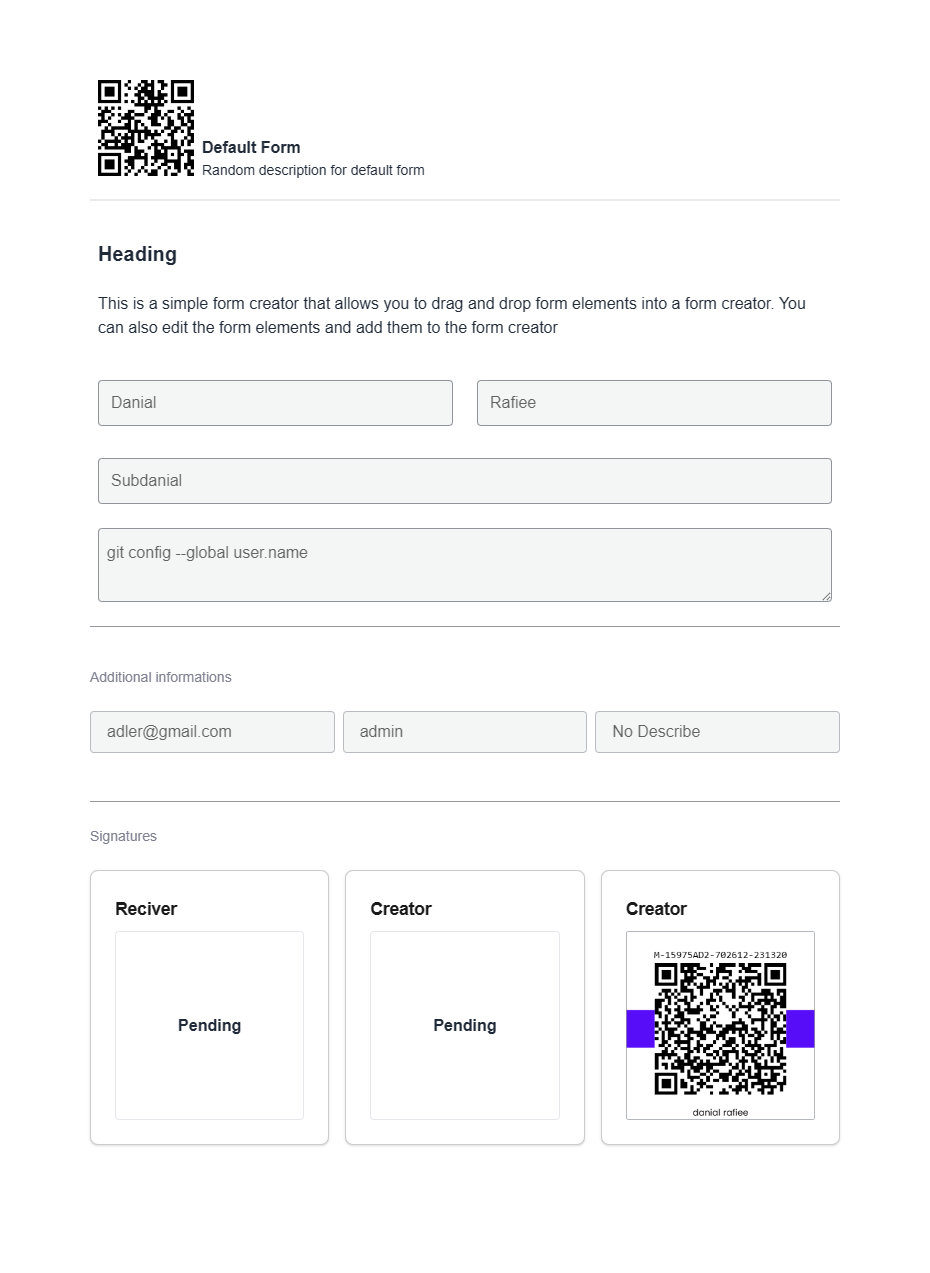 Default Form
Random description for default form
Heading
This is a simple form creator that allows you to drag and drop form elements into a form creator. You
can also edit the form elements and add them to the form creator
Danial
Rafiee
Subdanial
git config --global user.name
Additional informations
adler@gmail.com
admin
No Describe
Signatures
Reciver
Creator
Creator
Pending
Pending
M-15975AD2-702612-231320
danial rafiee